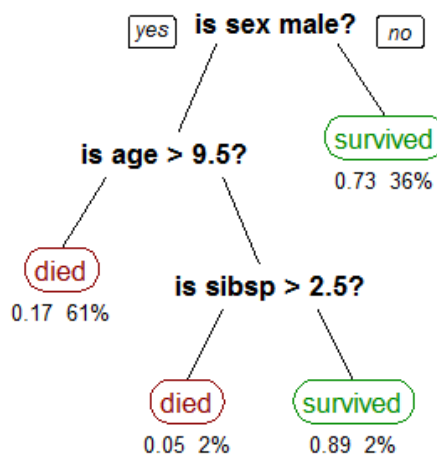 yes is sex male? no
is age > 9.5? survived
0.73 36%
died
0.17 61%
is sibsp > 2.5?
died survived
0.05 2% 0.89 2%